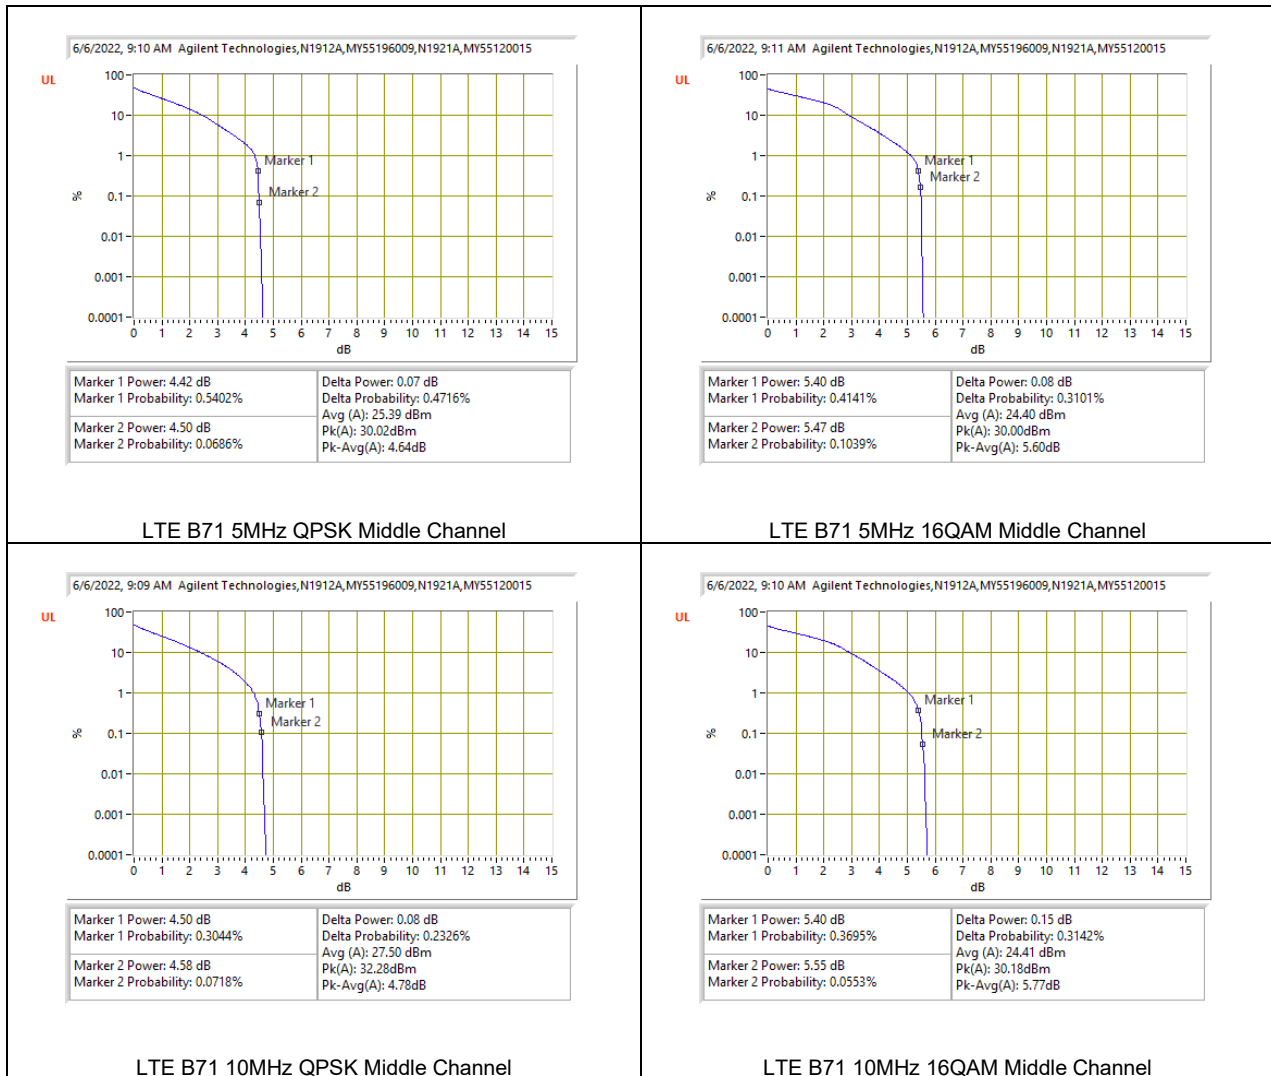 6/6/2022, 9:10 AM Agilent Technologies,N1912A,MY55196009,N1921A,MY55120015
UL
100
10
1
0.1
0.01
0.001
0.0001
%
Marker 1
Marker 2
0 1 2 3 4 5 6 7 8 9 10 11 12 13 14 15
dB
Marker 1 Power: 4.42 dB
Marker 1 Probability: 0.5402%
Marker 2 Power: 4.50 dB
Marker 2 Probability: 0.0686%
Delta Power: 0.07 dB
Delta Probability: 0.4716%
Avg (A): 25.39 dBm
Pk(A): 30.02dBm
Pk-Avg(A): 4.64dB
LTE B71 5MHz QPSK Middle Channel
6/6/2022, 9:11 AM Agilent Technologies,N1912A,MY55196009,N1921A,MY55120015
UL
100
10
1
0.1
0.01
0.001
0.0001
%
Marker 1
Marker 2
0 1 2 3 4 5 6 7 8 9 10 11 12 13 14 15
dB
Marker 1 Power: 5.40 dB
Marker 1 Probability: 0.4141%
Marker 2 Power: 5.47 dB
Marker 2 Probability: 0.1039%
Delta Power: 0.08 dB
Delta Probability: 0.3101%
Avg (A): 24.40 dBm
Pk(A): 30.00dBm
Pk-Avg(A): 5.60dB
LTE B71 5MHz 16QAM Middle Channel
6/6/2022, 9:09 AM Agilent Technologies,N1912A,MY55196009,N1921A,MY55120015
UL
100
10
1
0.1
0.01
0.001
0.0001
%
Marker 1
Marker 2
0 1 2 3 4 5 6 7 8 9 10 11 12 13 14 15
dB
Marker 1 Power: 4.50 dB
Marker 1 Probability: 0.3044%
Marker 2 Power: 4.58 dB
Marker 2 Probability: 0.0718%
Delta Power: 0.08 dB
Delta Probability: 0.2326%
Avg (A): 27.50 dBm
Pk(A): 32.28dBm
Pk-Avg(A): 4.78dB
LTE B71 10MHz QPSK Middle Channel
6/6/2022, 9:10 AM Agilent Technologies,N1912A,MY55196009,N1921A,MY55120015
UL
100
10
1
0.1
0.01
0.001
0.0001
%
Marker 1
Marker 2
0 1 2 3 4 5 6 7 8 9 10 11 12 13 14 15
dB
Marker 1 Power: 5.40 dB
Marker 1 Probability: 0.3695%
Marker 2 Power: 5.55 dB
Marker 2 Probability: 0.0553%
Delta Power: 0.15 dB
Delta Probability: 0.3142%
Avg (A): 24.41 dBm
Pk(A): 30.18dBm
Pk-Avg(A): 5.77dB
LTE B71 10MHz 16QAM Middle Channel